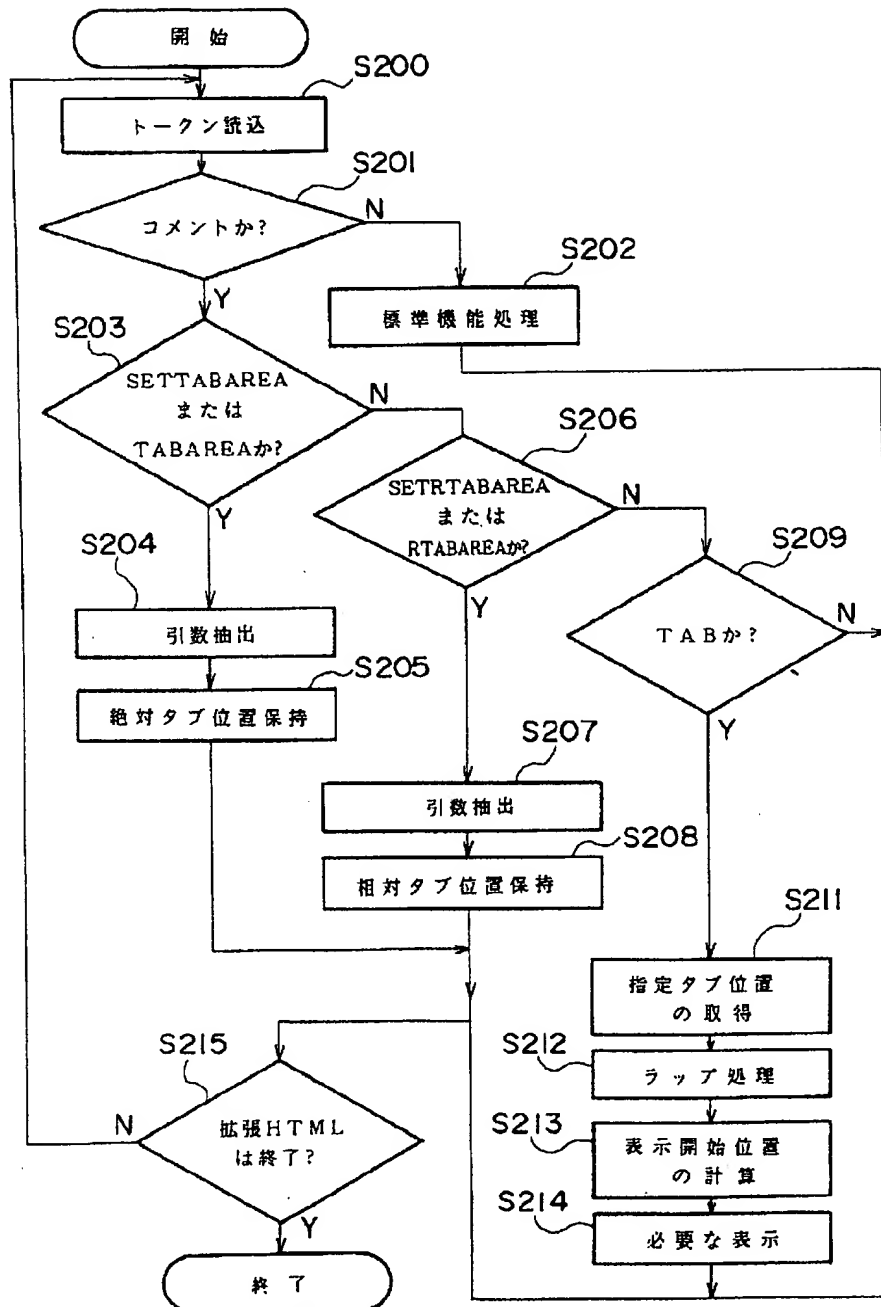 開始
S200
トークン読込
S201
コメントか?
N
Y
S202
標準機能処理
S203
SETTABAREA
または
TABAREAか?
N
Y
S206
SETRTABAREA
または
RTABAREAか?
N
Y
S204
引数抽出
S205
絶対タブ位置保持
S209
TABか?
N
Y
S207
引数抽出
S208
相対タブ位置保持
S211
指定タブ位置
の取得
S212
ラップ処理
S213
表示開始位置
の計算
S214
必要な表示
S215
拡張HTML
は終了?
N
Y
終了